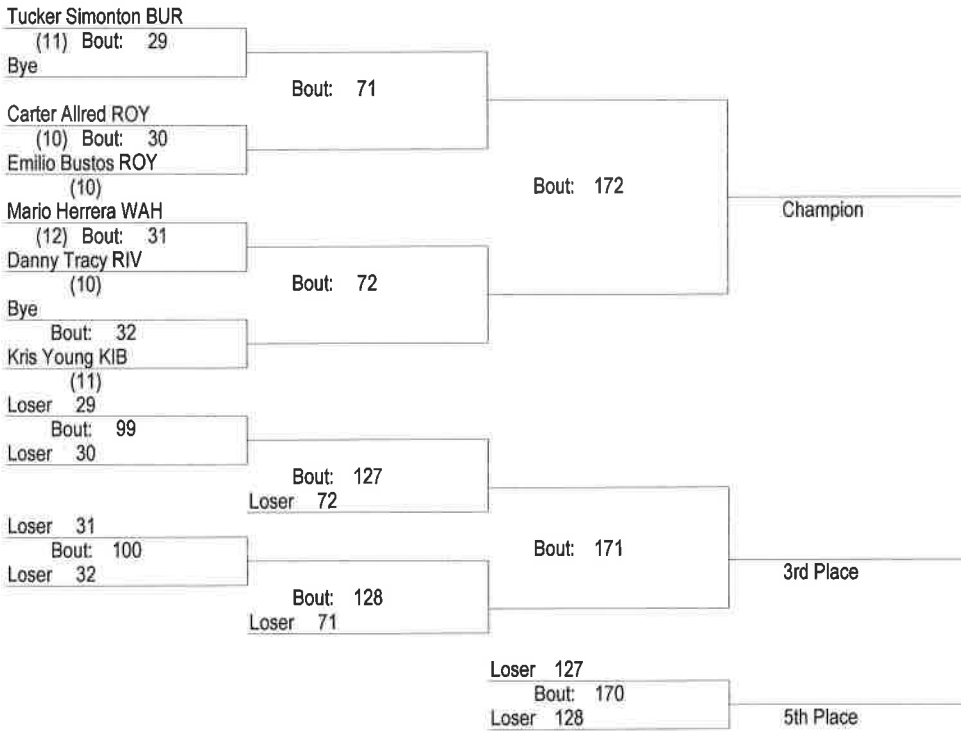 Tucker Simonton BUR
(11) Bout: 29
Bye
Bout: 71
Carter Allred ROY
(10) Bout: 30
Emilio Bustos ROY
(10)
Bout: 172
Champion
Mario Herrera WAH
(12) Bout: 31
Danny Tracy RIV
(10)
Bout: 72
Bye
Bout: 32
Kris Young KIB
(11)
Loser 29
Bout: 99
Loser 30
Bout: 127
Loser 72
Loser 31
Bout: 100
Loser 32
Bout: 171
3rd Place
Bout: 128
Loser 71
Loser 127
Bout: 170
Loser 128
5th Place